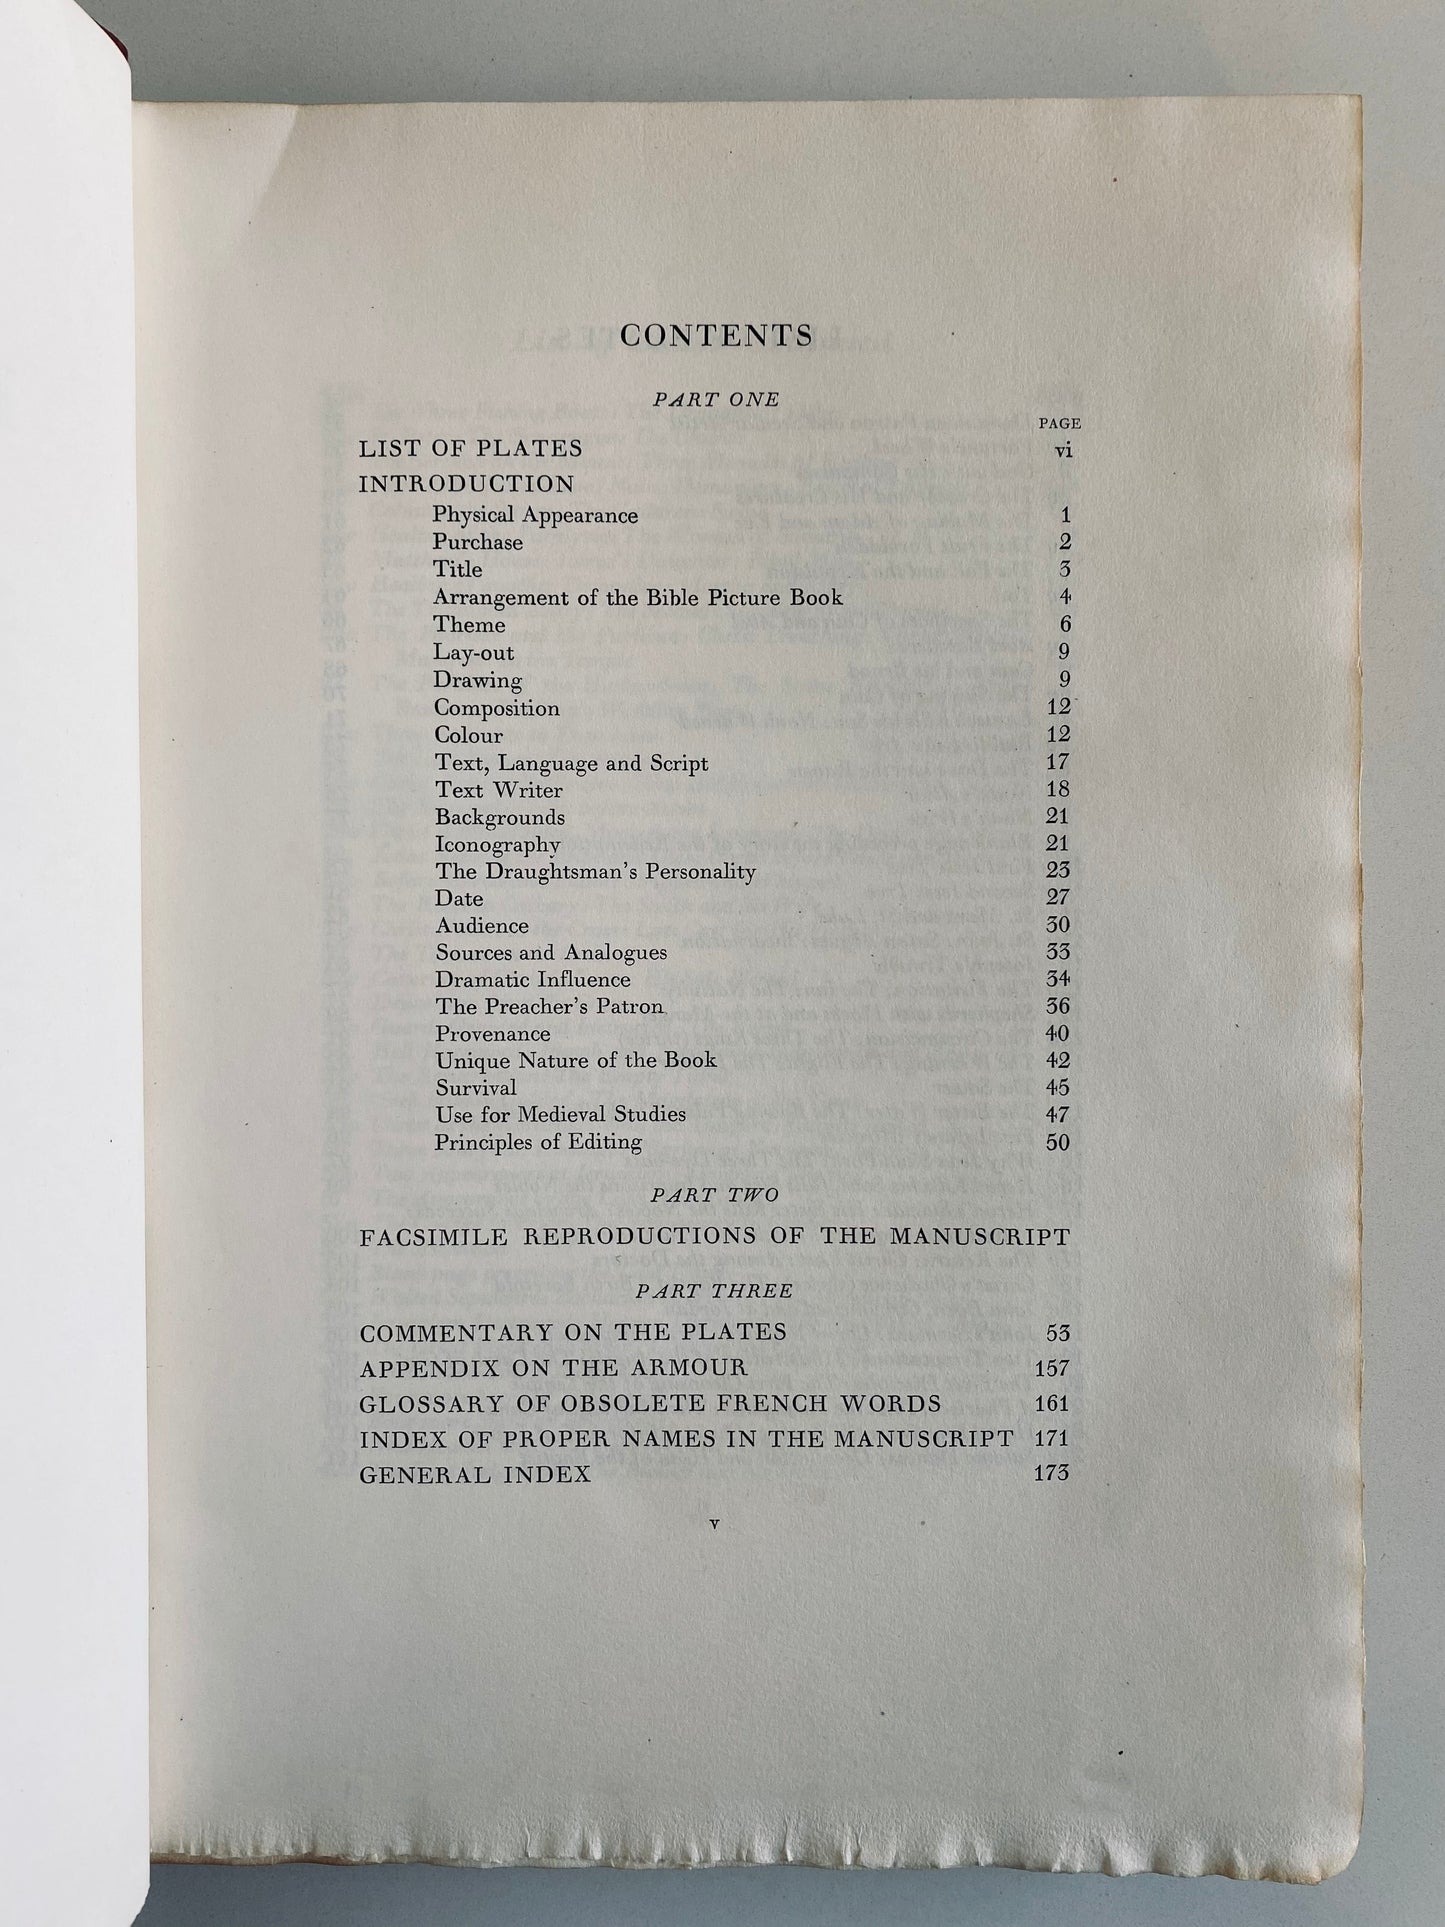 CONTENTS
PART ONE
PAGE
LIST OF PLATES vi
INTRODUCTION
Physical Appearance 1
Purchase 2
Title 3
Arrangement of the Bible Picture Book 4
Theme 6
Lay-out 9
Drawing 9
Composition 12
Colour 12
Text, Language and Script 17
Text Writer 18
Backgrounds 21
Iconography 21
The Draughtsman's Personality 23
Date 27
Audience 30
Sources and Analogues 33
Dramatic Influence 34
The Preacher's Patron 36
Provenance 40
Unique Nature of the Book 42
Survival 45
Use for Medieval Studies 47
Principles of Editing 50
PART TWO
FACSIMILE REPRODUCTIONS OF THE MANUSCRIPT
PART THREE
COMMENTARY ON THE PLATES 53
APPENDIX ON THE ARMOUR 157
GLOSSARY OF OBSOLETE FRENCH WORDS 161
INDEX OF PROPER NAMES IN THE MANUSCRIPT 171
GENERAL INDEX 173
v